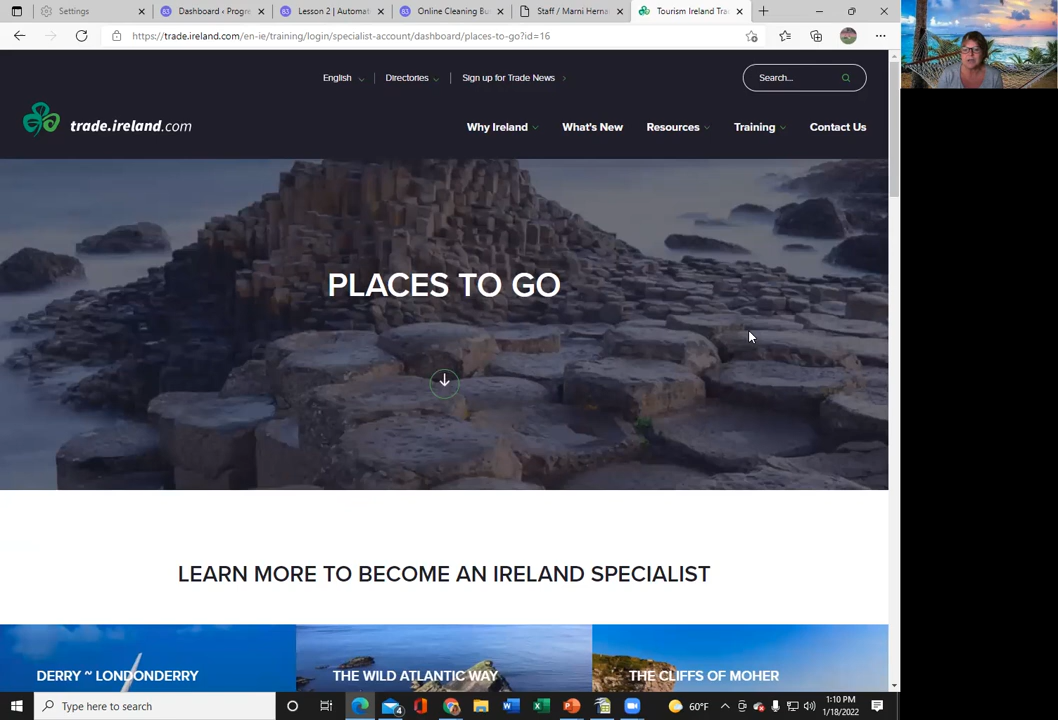 Settings
Dashboard ‹ Progre
Lesson 2 | Automat
Online Cleaning Bu
Staff / Marni Herna
Tourism Ireland Tra
https://trade.ireland.com/en-ie/training/login/specialist-account/dashboard/places-to-go?id=16
English
Directories
Sign up for Trade News
Search...
trade.ireland.com
Why Ireland
What's New
Resources
Training
Contact Us
PLACES TO GO
LEARN MORE TO BECOME AN IRELAND SPECIALIST
DERRY ~ LONDONDERRY
THE WILD ATLANTIC WAY
THE CLIFFS OF MOHER
Type here to search
4
60°F
1:10 PM
1/18/2022